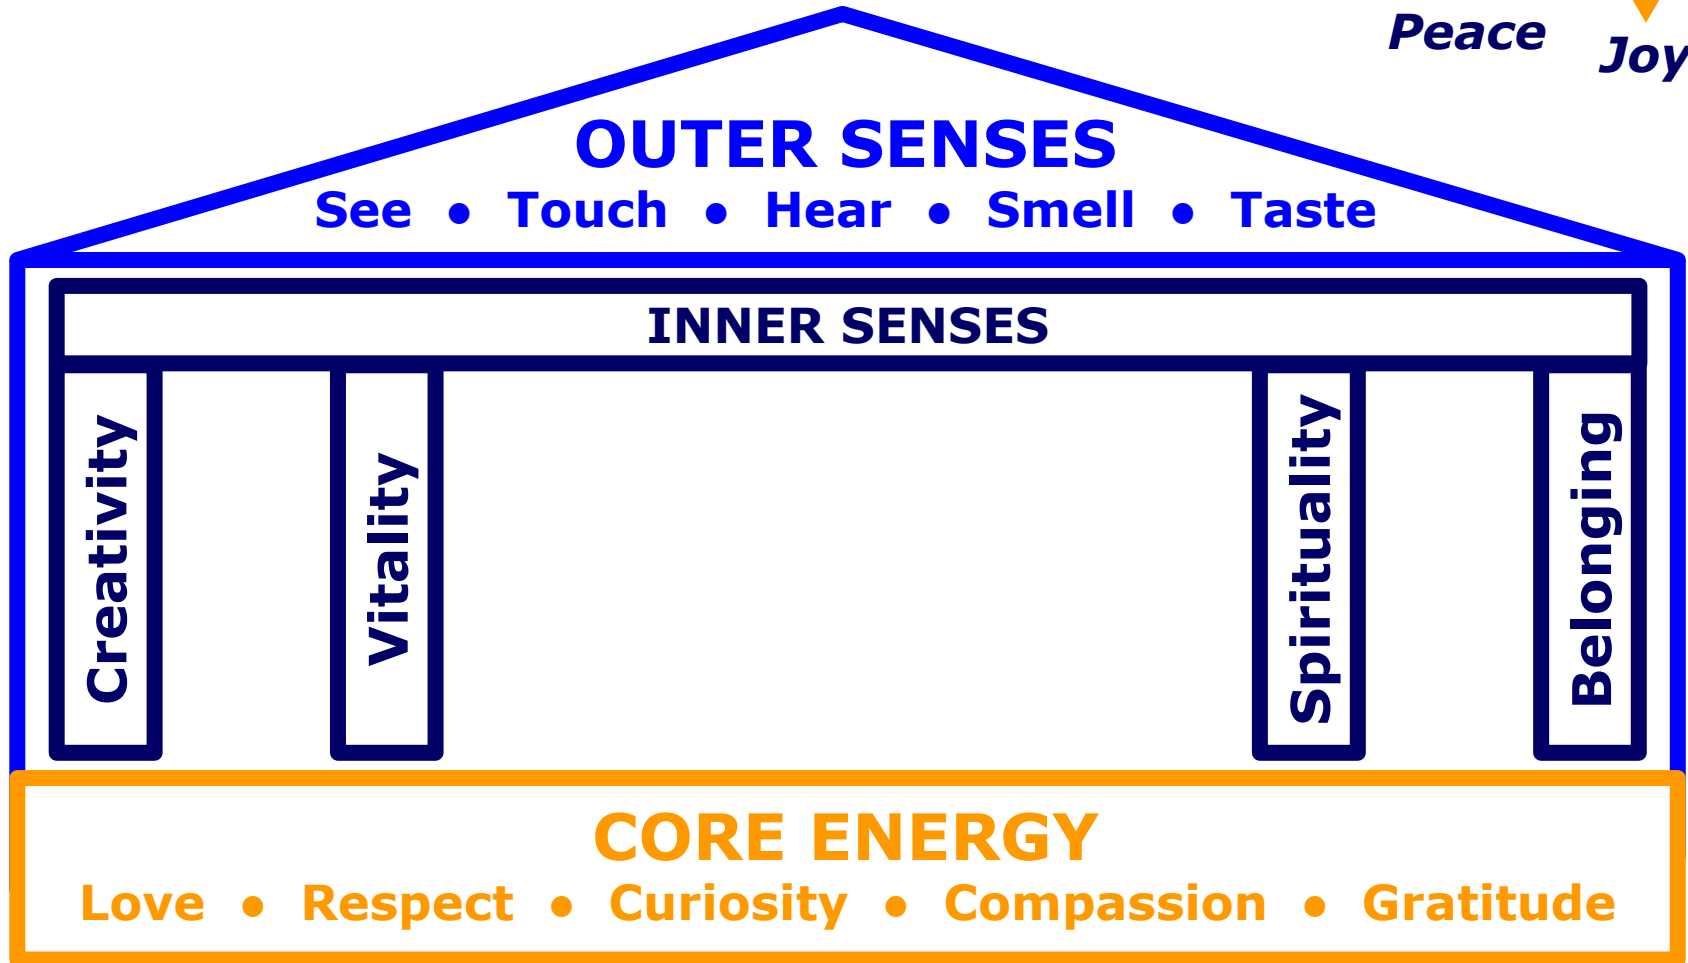 Peace
Joy
OUTER SENSES
See • Touch • Hear • Smell • Taste
INNER SENSES
Creativity
Vitality
Spirituality
Belonging
CORE ENERGY
Love • Respect • Curiosity • Compassion • Gratitude